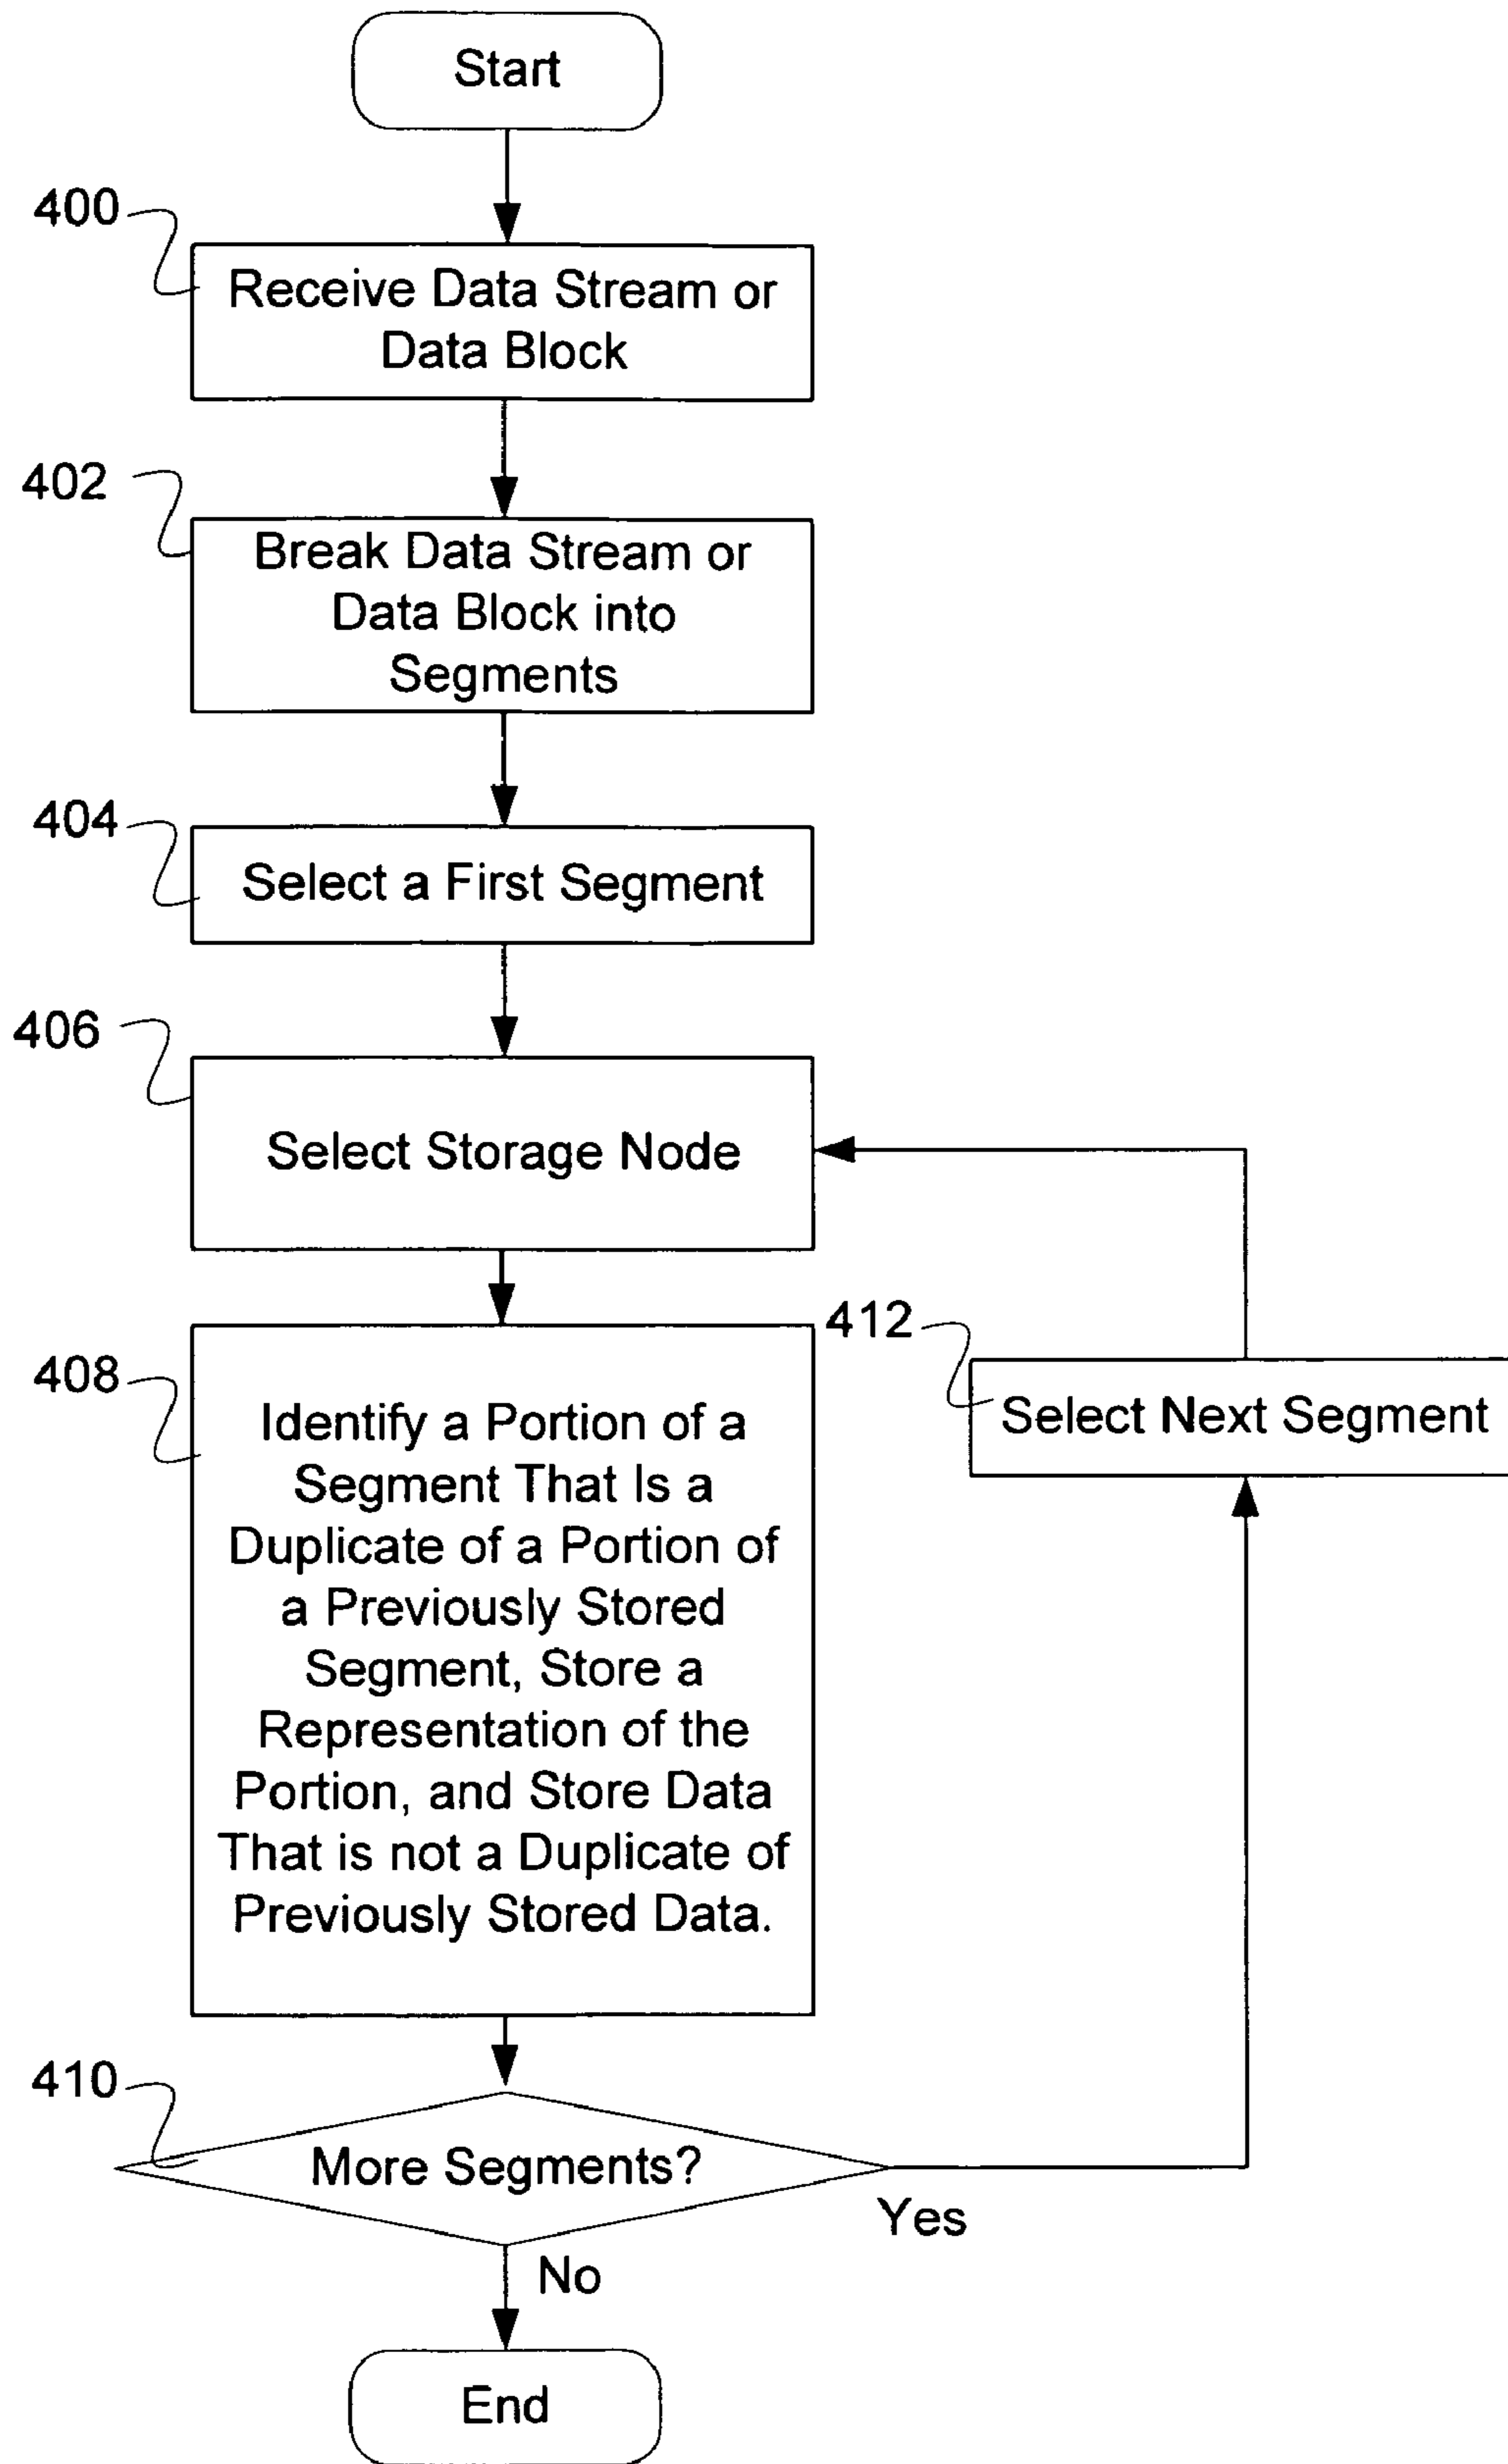 Start
400
Receive Data Stream or
Data Block
402
Break Data Stream or
Data Block into
Segments
404
Select a First Segment
406
Select Storage Node
408
Identify a Portion of a
Segment That Is a
Duplicate of a Portion of
a Previously Stored
Segment, Store a
Representation of the
Portion, and Store Data
That is not a Duplicate of
Previously Stored Data.
412
Select Next Segment
410
More Segments?
Yes
No
End